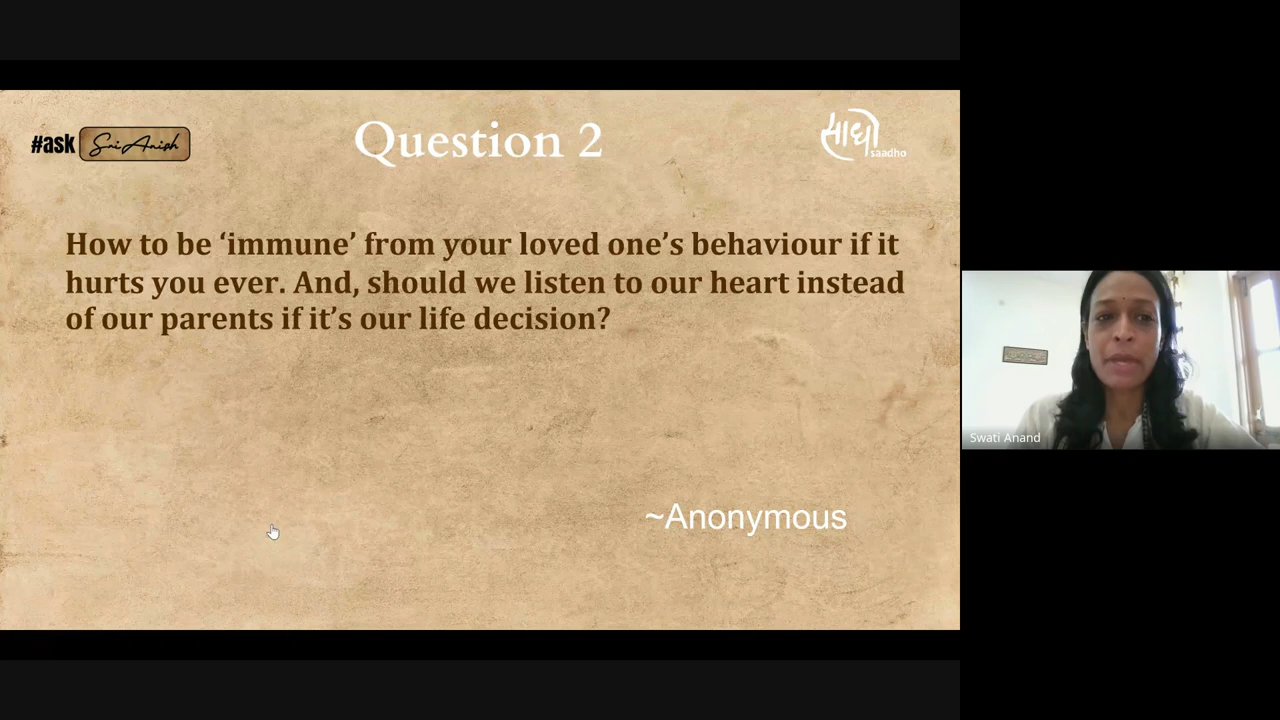 #ask Sri Anish
Question 2
साधो
saadho
How to be ‘immune’ from your loved one’s behaviour if it
hurts you ever. And, should we listen to our heart instead
of our parents if it’s our life decision?
Swati Anand
~Anonymous